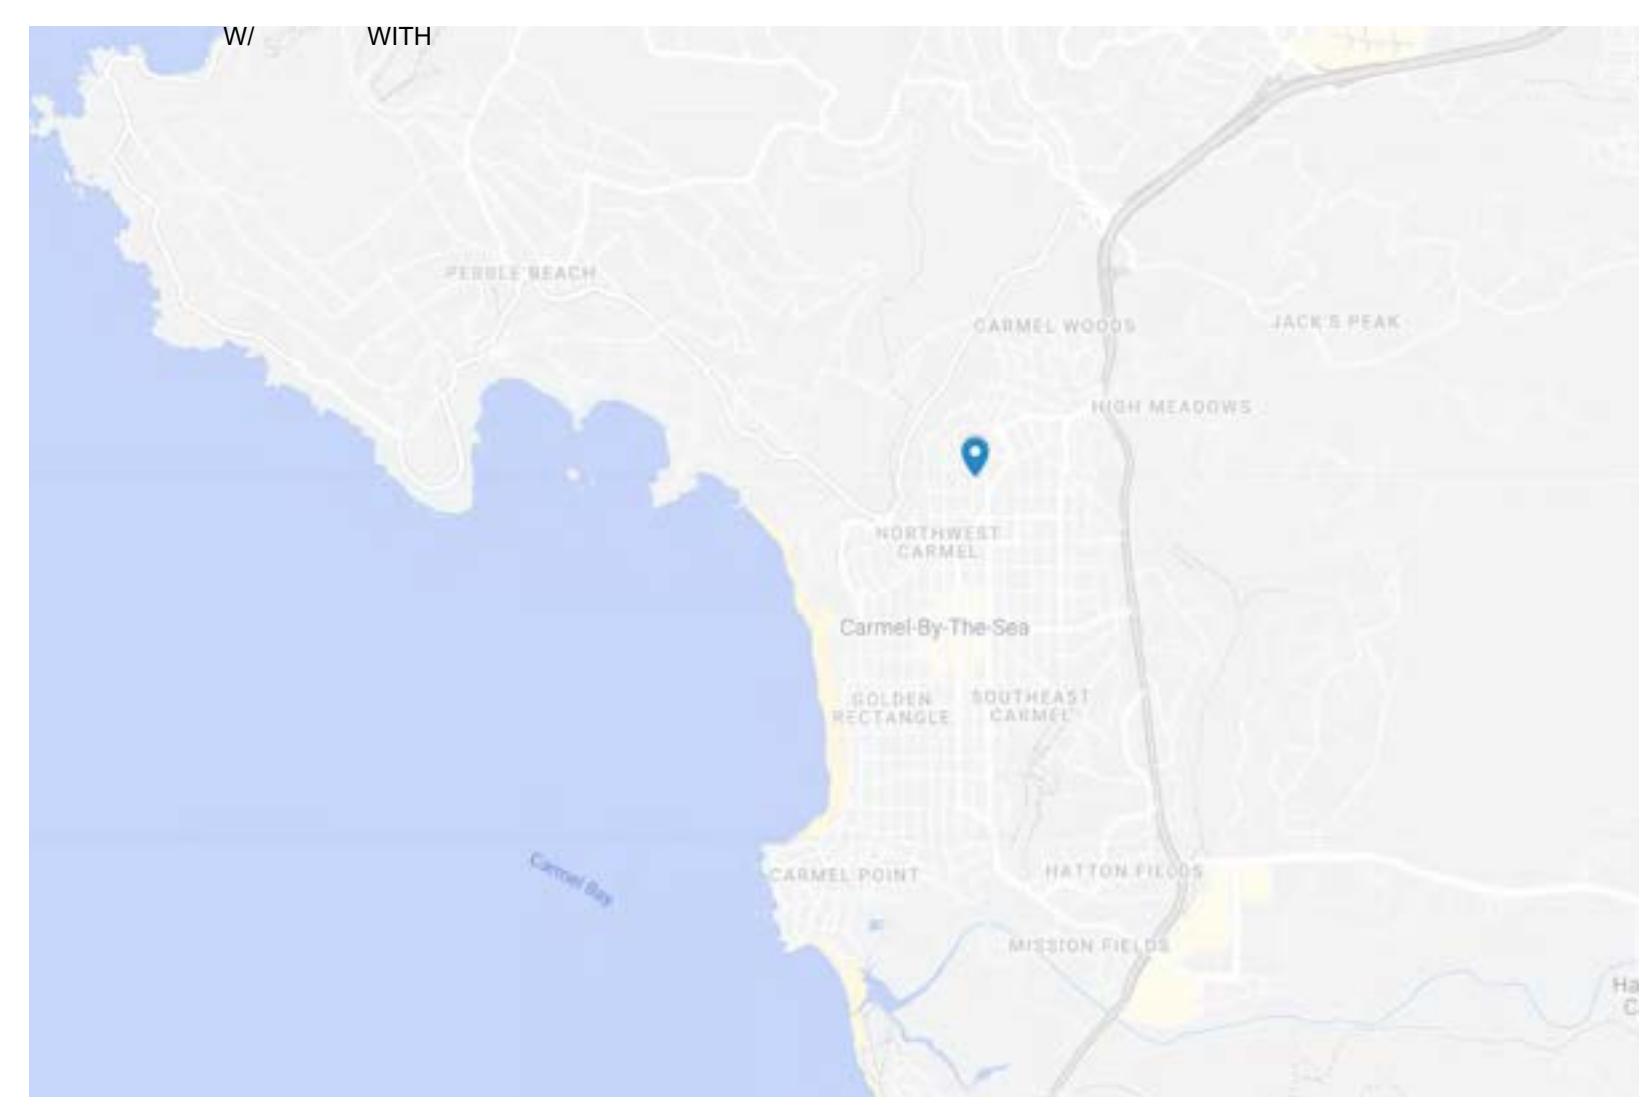 W/ WITH
PEBBLE BEACH
CARMEL WOODS
JACK'S PEAK
HIGH MEADOWS
NORTHWEST
CARMEL
Carmel-By-The-Sea
GOLDEN
RECTANGLE
SOUTHEAST
CARMEL
Carmel Bay
CARMEL POINT
HATTON FIELDS
MISSION FIELDS
Ha
C